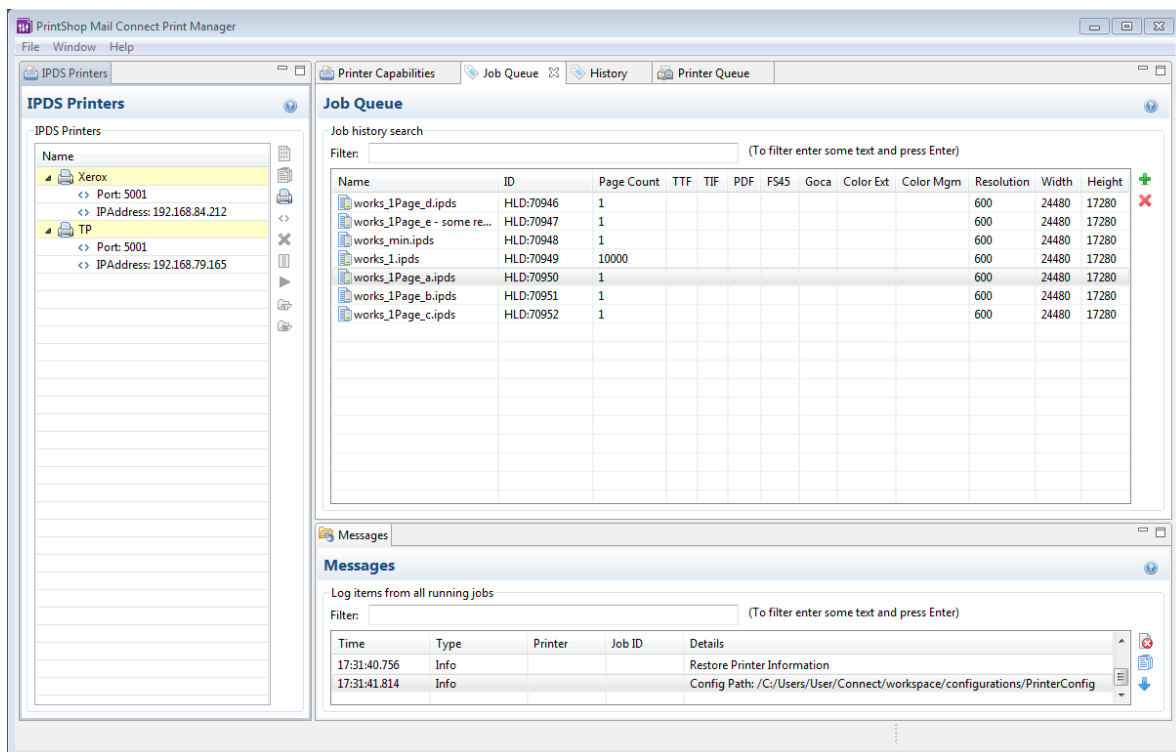 PrintShop Mail Connect Print Manager
File Window Help
IPDS Printers
IPDS Printers
IPDS Printers
Name
Xerox
<> Port: 5001
<> IPAddress: 192.168.84.212
TP
<> Port: 5001
<> IPAddress: 192.168.79.165
Printer Capabilities Job Queue History Printer Queue
Job Queue
Job history search
Filter: (To filter enter some text and press Enter)
Name ID Page Count TTF TIF PDF FS45 Goca Color Ext Color Mgm Resolution Width Height
works_1Page_d.ipds HLD:70946 1 600 24480 17280
works_1Page_e - some re... HLD:70947 1 600 24480 17280
works_min.ipds HLD:70948 1 600 24480 17280
works_1.ipds HLD:70949 10000 600 24480 17280
works_1Page_a.ipds HLD:70950 1 600 24480 17280
works_1Page_b.ipds HLD:70951 1 600 24480 17280
works_1Page_c.ipds HLD:70952 1 600 24480 17280
Messages
Messages
Log items from all running jobs
Filter: (To filter enter some text and press Enter)
Time Type Printer Job ID Details
17:31:40.756 Info Restore Printer Information
17:31:41.814 Info Config Path: /C:/Users/User/Connect/workspace/configurations/PrinterConfig